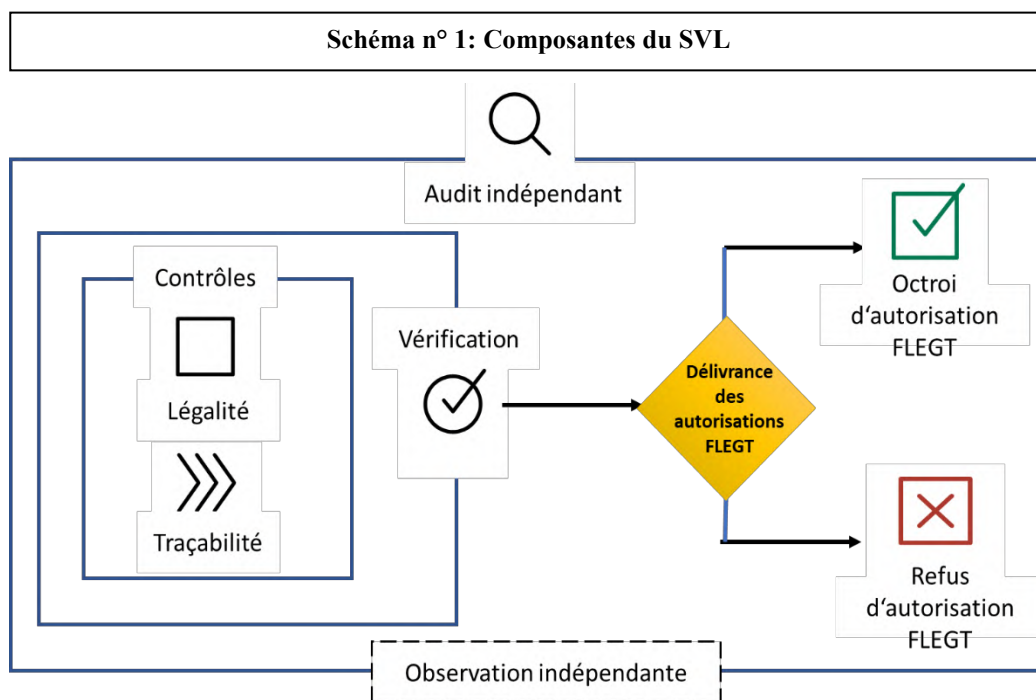 Schéma n° 1: Composantes du SVL
Audit indépendant
Contrôles
Légalité
Traçabilité
Vérification
Délivrance
des
autorisations
FLEGT
Octroi
d‘autorisation
FLEGT
Refus
d‘autorisation
FLEGT
Observation indépendante